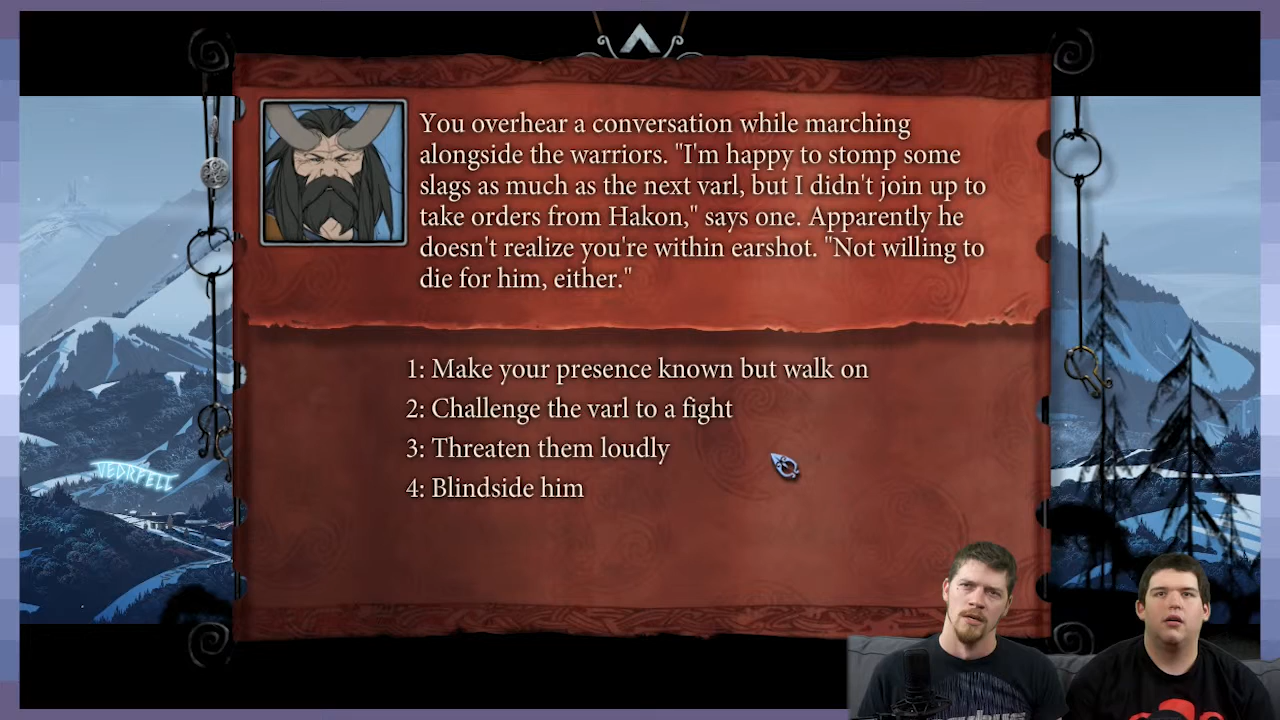 You overhear a conversation while marching
alongside the warriors. "I'm happy to stomp some
slags as much as the next varl, but I didn't join up to
take orders from Hakon," says one. Apparently he
doesn't realize you're within earshot. "Not willing to
die for him, either."
1: Make your presence known but walk on
2: Challenge the varl to a fight
3: Threaten them loudly
4: Blindside him
VEDRFELL